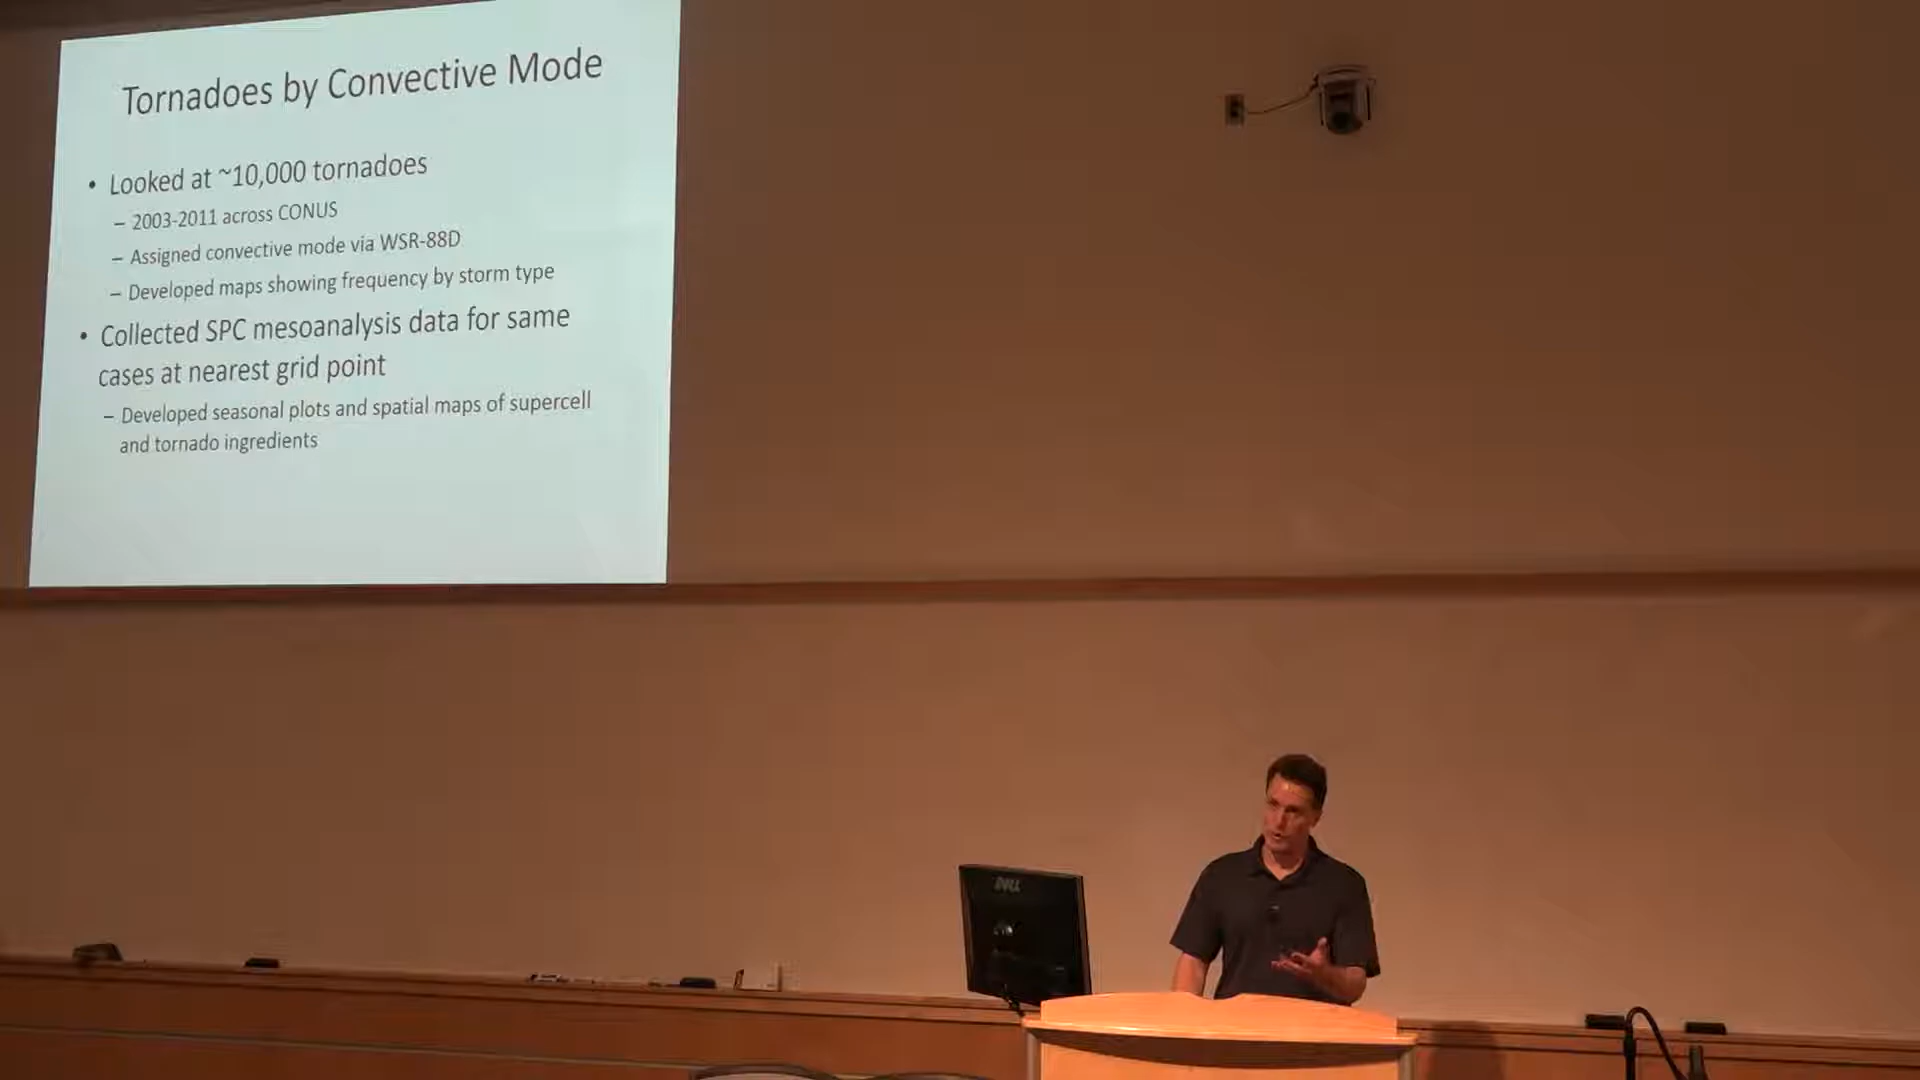 Tornadoes by Convective Mode
• Looked at ~10,000 tornadoes
– 2003-2011 across CONUS
– Assigned convective mode via WSR-88D
– Developed maps showing frequency by storm type
• Collected SPC mesoanalysis data for same
cases at nearest grid point
– Developed seasonal plots and spatial maps of supercell
and tornado ingredients
DELL